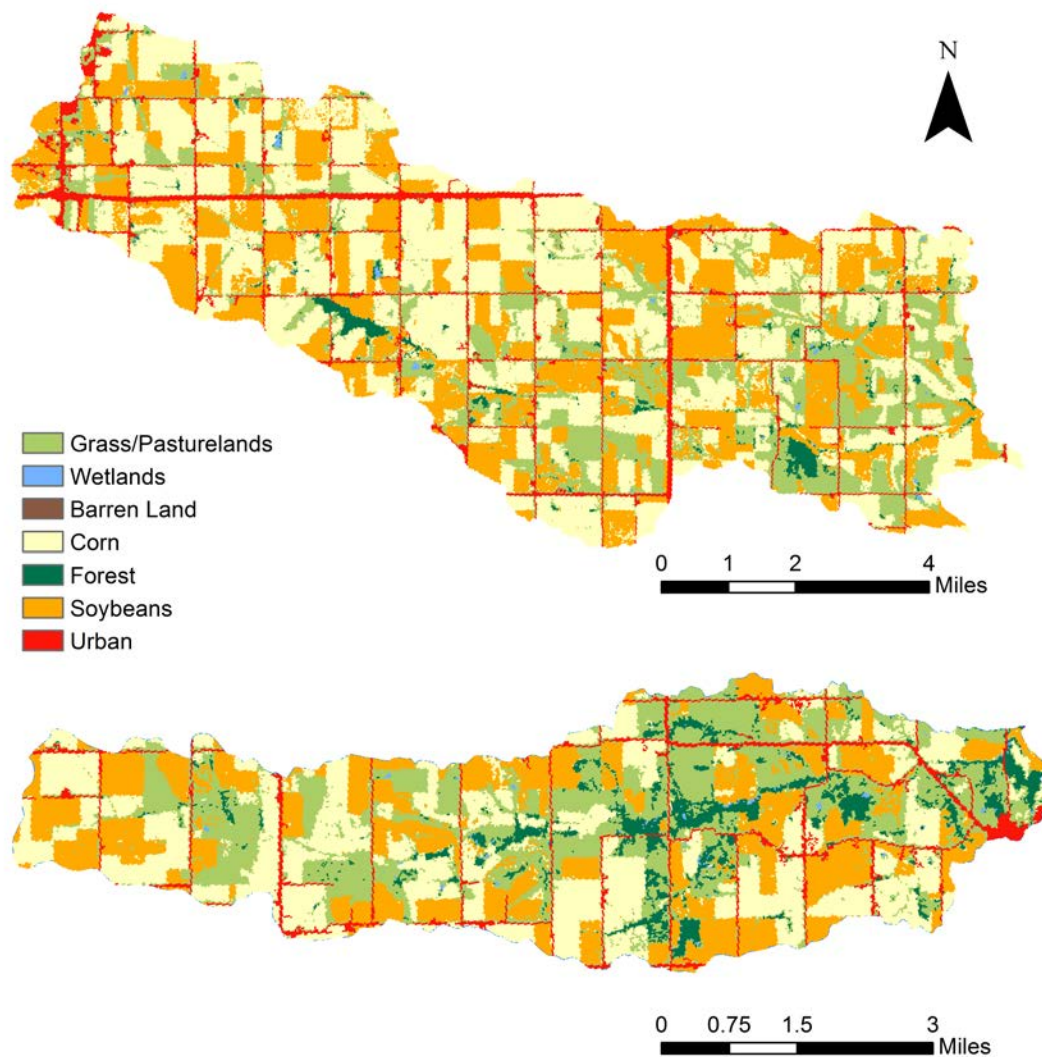 N
Grass/Pasturelands
Wetlands
Barren Land
Corn
Forest
Soybeans
Urban
0 1 2 4
Miles
0 0.75 1.5 3
Miles